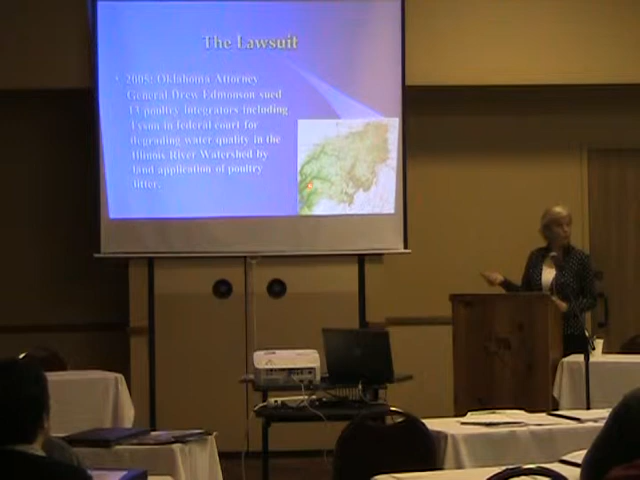 The Lawsuit
• 2005: Oklahoma Attorney
General Drew Edmonson sued
13 poultry integrators including
Tyson in federal court for
degrading water quality in the
Illinois River Watershed by
land application of poultry
litter.